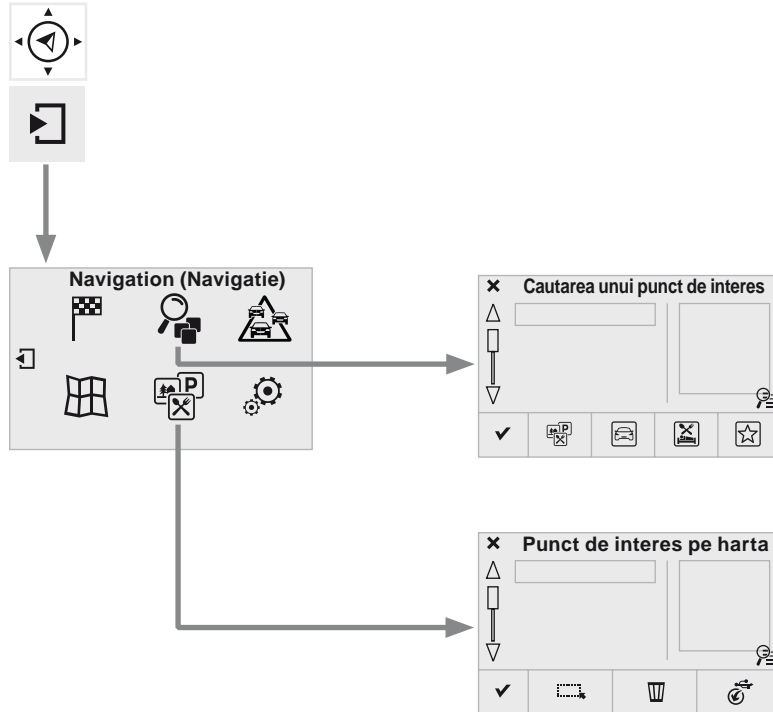 Navigation (Navigatie)
P
Cautarea unui punct de interes
P
Punct de interes pe harta